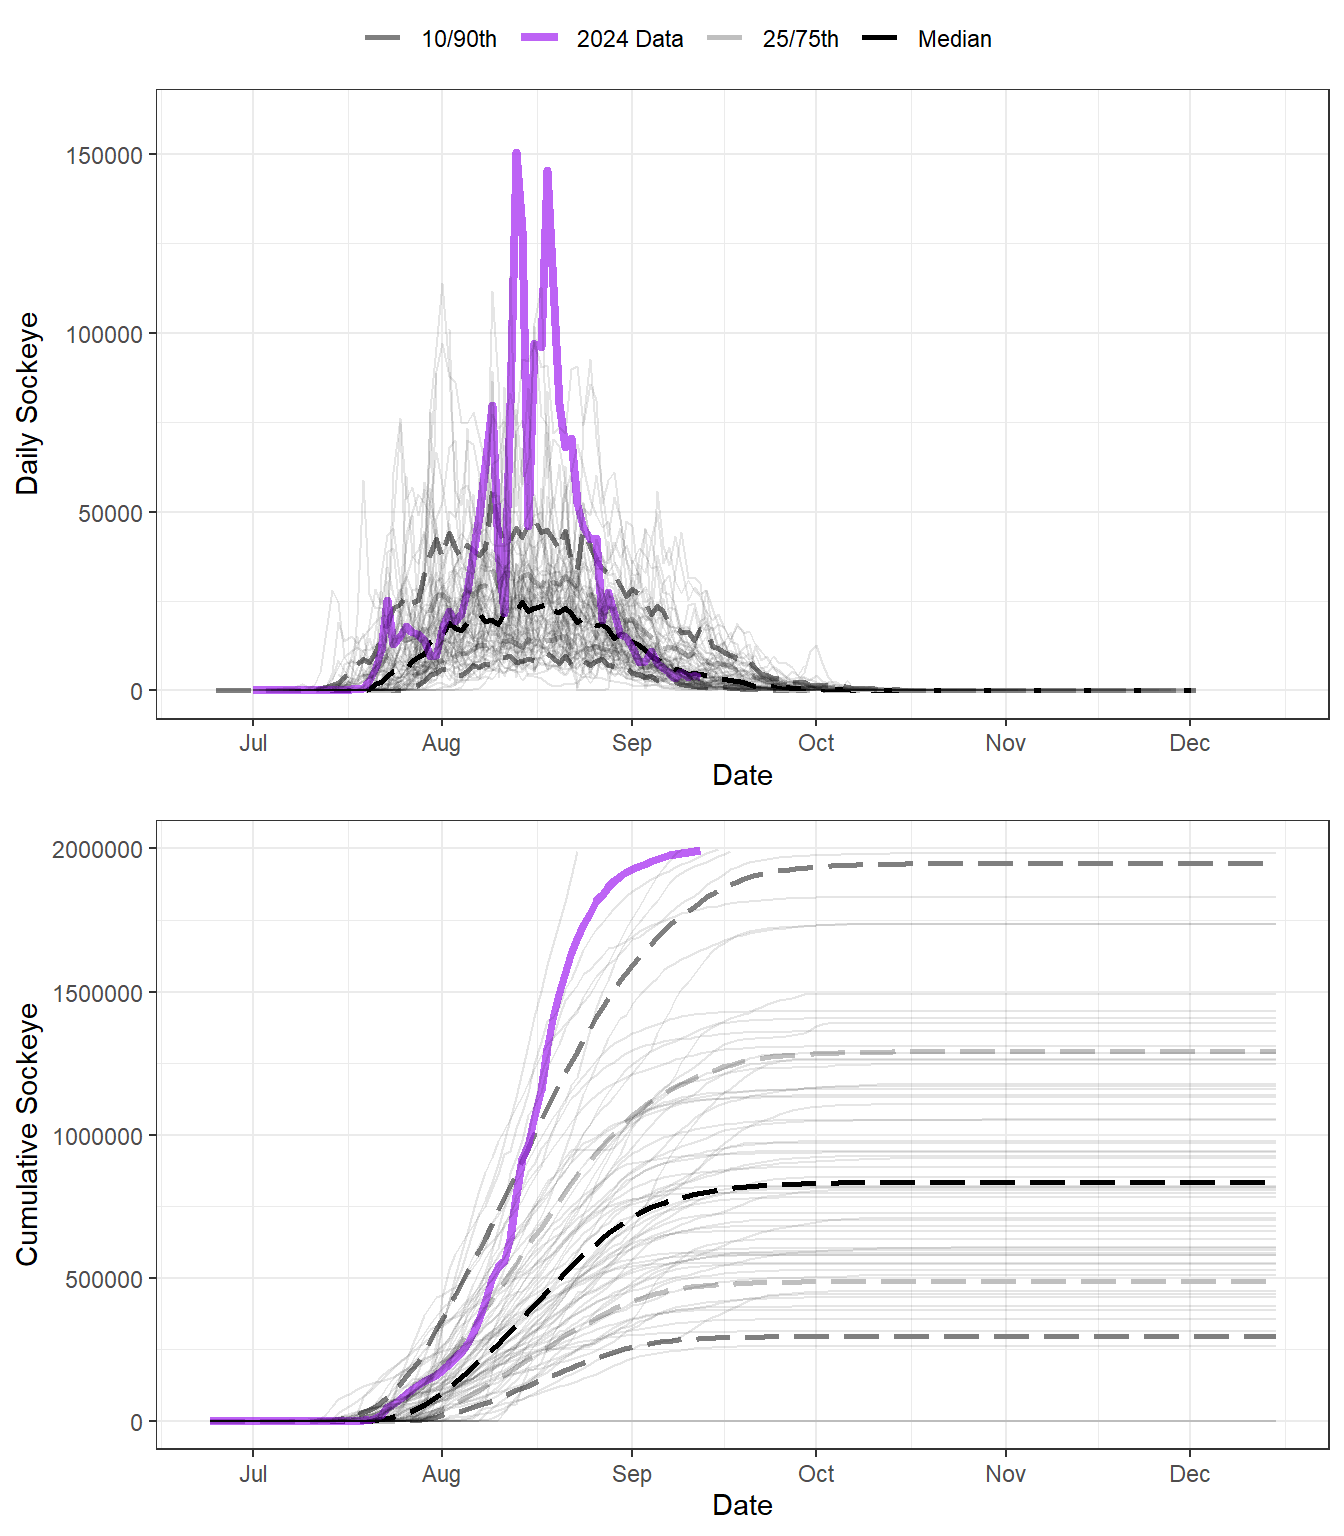 10/90th 2024 Data 25/75th Median
150000
100000
50000
0
Daily Sockeye
Jul Aug Sep Oct Nov Dec
Date
2000000
1500000
1000000
500000
0
Cumulative Sockeye
Jul Aug Sep Oct Nov Dec
Date